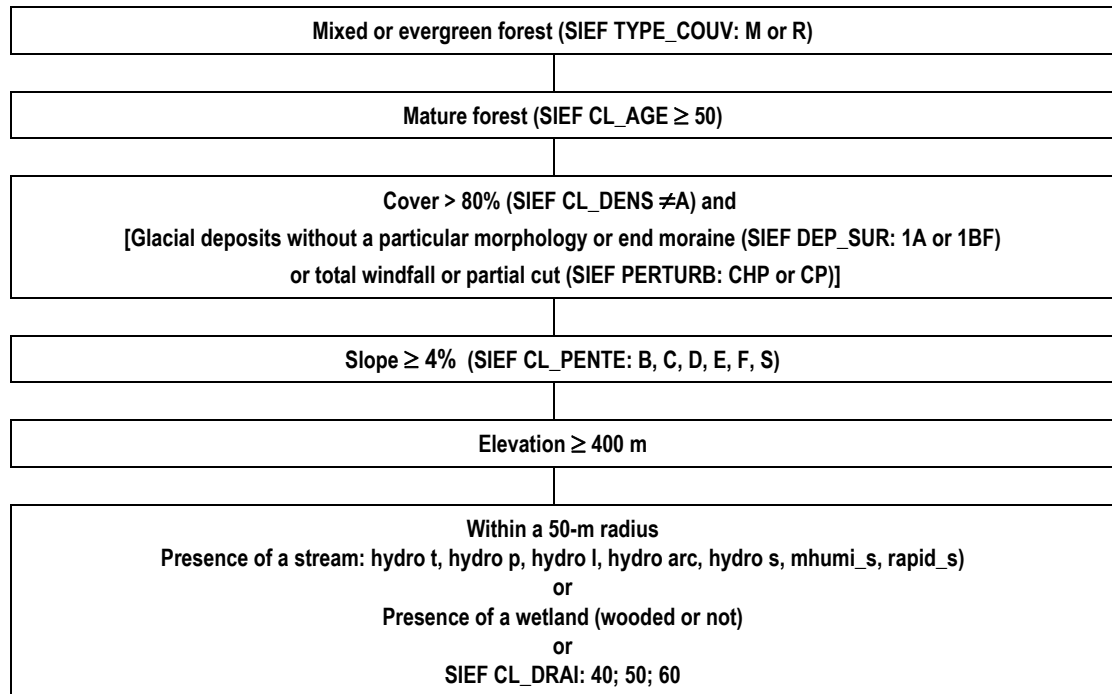 Mixed or evergreen forest (SIEF TYPE_COUV: M or R)
Mature forest (SIEF CL_AGE ≥ 50)
Cover > 80% (SIEF CL_DENS ≠A) and
[Glacial deposits without a particular morphology or end moraine (SIEF DEP_SUR: 1A or 1BF)
or total windfall or partial cut (SIEF PERTURB: CHP or CP)]
Slope ≥ 4% (SIEF CL_PENTE: B, C, D, E, F, S)
Elevation ≥ 400 m
Within a 50-m radius
Presence of a stream: hydro t, hydro p, hydro l, hydro arc, hydro s, mhumi_s, rapid_s)
or
Presence of a wetland (wooded or not)
or
SIEF CL_DRAI: 40; 50; 60